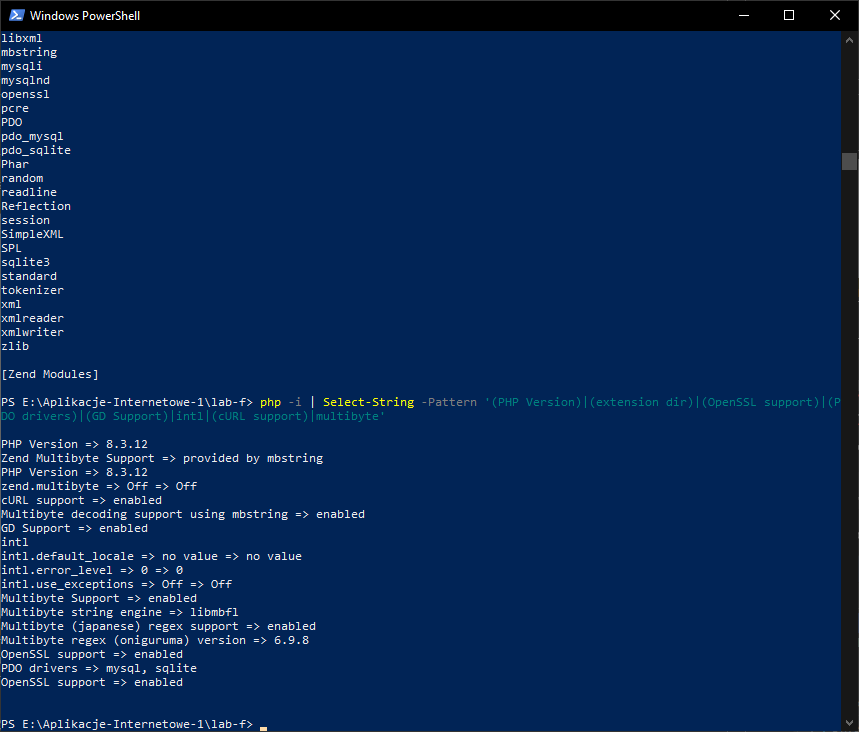 Windows PowerShell
libxml
mbstring
mysqli
mysqlnd
openssl
pcre
PDO
pdo_mysql
pdo_sqlite
Phar
random
readline
Reflection
session
SimpleXML
SPL
sqlite3
standard
tokenizer
xml
xmlreader
xmlwriter
zlib
[Zend Modules]
PS E:\Aplikacje-Internetowe-1\lab-f> php -i | Select-String -Pattern '(PHP Version)|(extension dir)|(OpenSSL support)|(P
DO drivers)|(GD Support)|intl|(cURL support)|multibyte'
PHP Version => 8.3.12
Zend Multibyte Support => provided by mbstring
PHP Version => 8.3.12
zend.multibyte => Off => Off
cURL support => enabled
Multibyte decoding support using mbstring => enabled
GD Support => enabled
intl
intl.default_locale => no value => no value
intl.error_level => 0 => 0
intl.use_exceptions => Off => Off
Multibyte Support => enabled
Multibyte string engine => libmbfl
Multibyte (japanese) regex support => enabled
Multibyte regex (oniguruma) version => 6.9.8
OpenSSL support => enabled
PDO drivers => mysql, sqlite
OpenSSL support => enabled
PS E:\Aplikacje-Internetowe-1\lab-f>